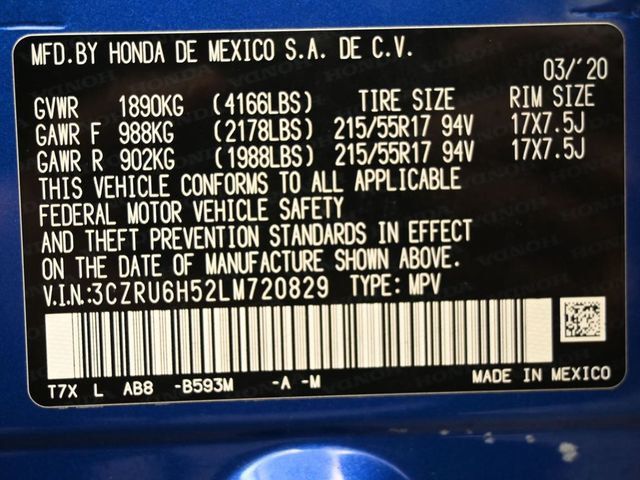 MFD.BY HONDA DE MEXICO S.A. DE C.V.
03/'20
GVWR 1890KG (4166LBS) TIRE SIZE RIM SIZE
GAWR F 988KG (2178LBS) 215/55R17 94V 17X7.5J
GAWR R 902KG (1988LBS) 215/55R17 94V 17X7.5J
THIS VEHICLE CONFORMS TO ALL APPLICABLE
FEDERAL MOTOR VEHICLE SAFETY
AND THEFT PREVENTION STANDARDS IN EFFECT
ON THE DATE OF MANUFACTURE SHOWN ABOVE.
V.I.N:3CZRU6H52LM720829 TYPE: MPV
T7X L AB8 -B593M -A -M MADE IN MEXICO